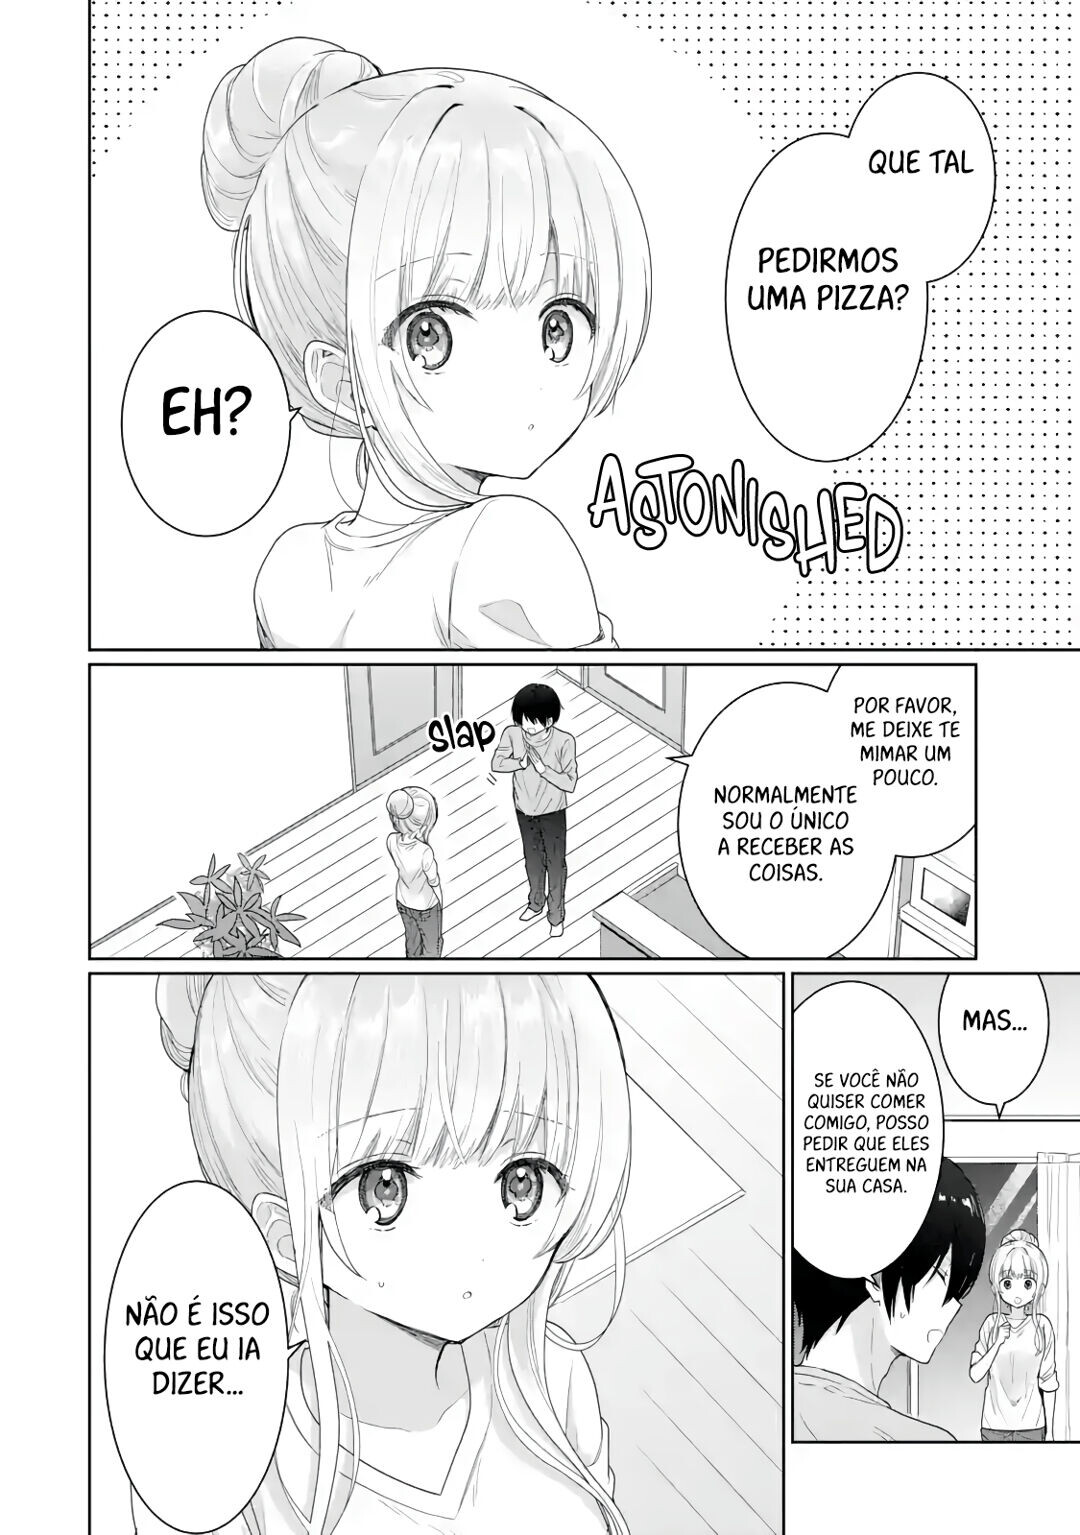 QUE TAL
PEDIRMOS
UMA PIZZA?
EH?
ASTONISHED
POR FAVOR,
ME DEIXE TE
MIMAR UM
POUCO.
NORMALMENTE
SOU O ÚNICO
A RECEBER AS
COISAS.
slap
MAS...
SE VOCÊ NÃO
QUISER COMER
COMIGO, POSSO
PEDIR QUE ELES
ENTREGUEM NA
SUA CASA.
NÃO É ISSO
QUE EU IA
DIZER...